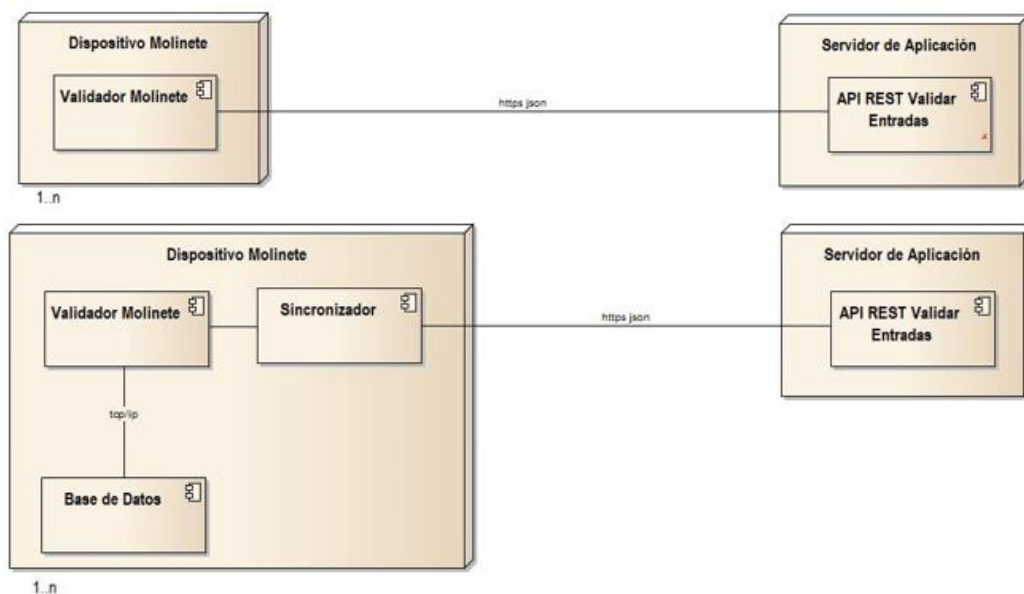 Dispositivo Molinete
Validador Molinete
https json
Servidor de Aplicación
API REST Validar
Entradas
1..n
Dispositivo Molinete
Validador Molinete
Sincronizador
https json
Servidor de Aplicación
API REST Validar
Entradas
tcp/ip
Base de Datos
1..n